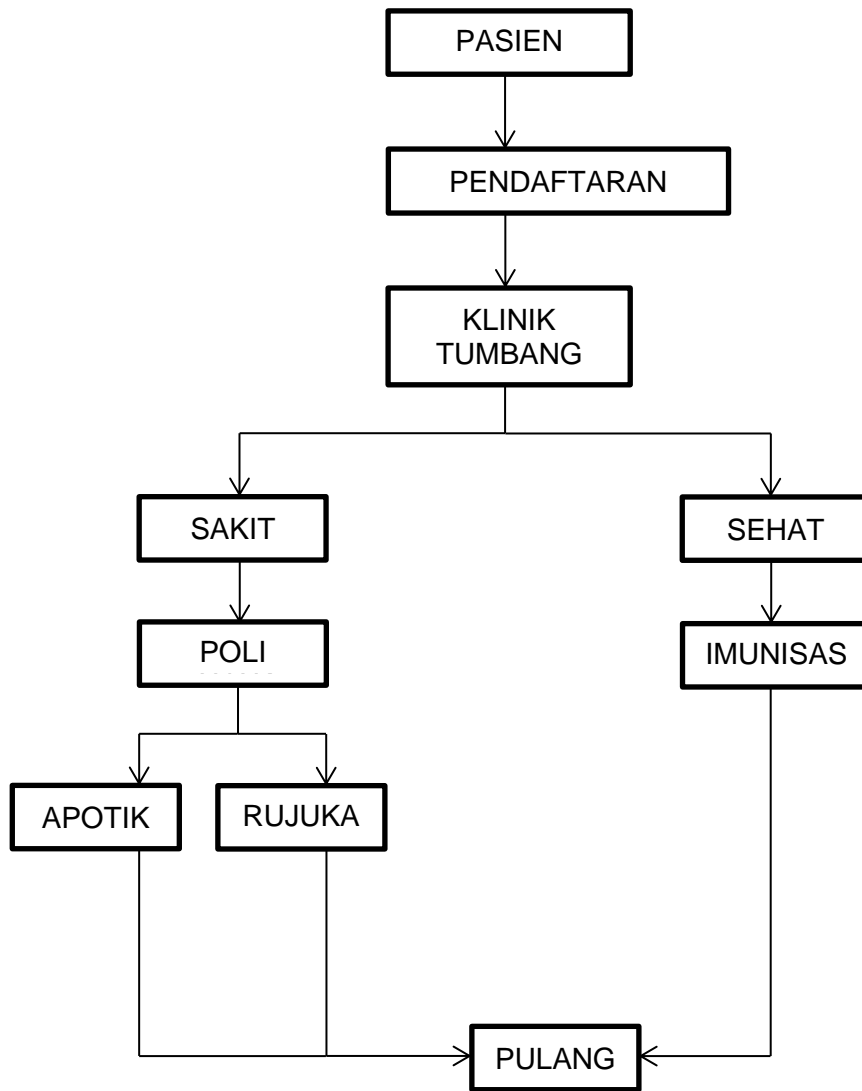 PASIEN
PENDAFTARAN
KLINIK
TUMBANG
SAKIT
SEHAT
POLI
IMUNISAS
APOTIK
RUJUKA
PULANG